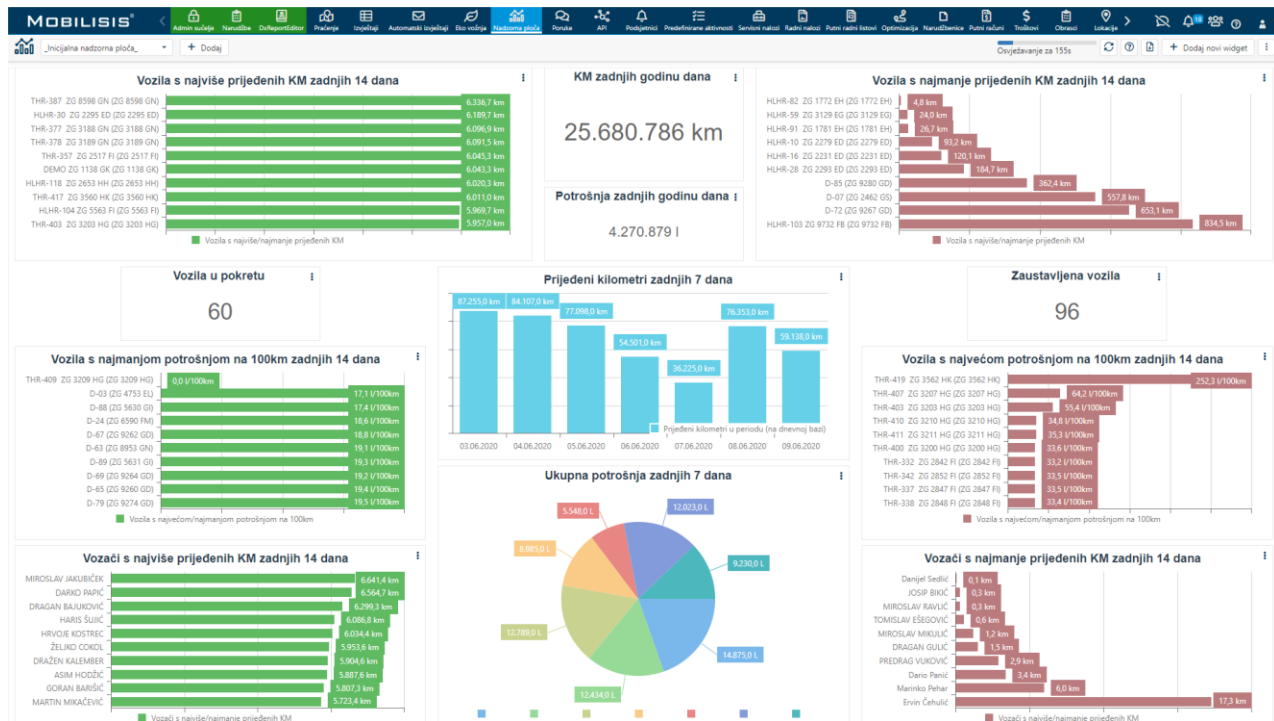 MOBILISIS
Admin sučelje Narudžbe DxReportEditor Praćenje Izvještaji Automatski izvještaji Eko vožnja Nadzorna ploča Poruke API Podsjetnici Predefinirane aktivnosti Servisni nalozi Radni nalozi Putni radni listovi Optimizacija Narudžbenice Putni računi Troškovi Obrasci Lokacije
_Inicijalna nadzorna ploča_ + Dodaj Osvježavanje za 155s + Dodaj novi widget
Vozila s najviše prijeđenih KM zadnjih 14 dana
THR-387 ZG 8598 GN (ZG 8598 GN) 6.336,7 km
HLHR-30 ZG 2295 ED (ZG 2295 ED) 6.189,7 km
THR-377 ZG 3188 GN (ZG 3188 GN) 6.096,9 km
THR-378 ZG 3189 GN (ZG 3189 GN) 6.091,5 km
THR-357 ZG 2517 FI (ZG 2517 FI) 6.045,3 km
DEMO ZG 1138 GK (ZG 1138 GK) 6.043,3 km
HLHR-118 ZG 2653 HH (ZG 2653 HH) 6.020,3 km
THR-417 ZG 3560 HK (ZG 3560 HK) 6.011,0 km
HLHR-104 ZG 5563 FI (ZG 5563 FI) 5.969,7 km
THR-403 ZG 3203 HG (ZG 3203 HG) 5.957,0 km
Vozila s najviše/najmanje prijeđenih KM
KM zadnjih godinu dana
25.680.786 km
Potrošnja zadnjih godinu dana
4.270.879 l
Vozila s najmanje prijeđenih KM zadnjih 14 dana
HLHR-82 ZG 1772 EH (ZG 1772 EH) 4,8 km
HLHR-59 ZG 3129 EG (ZG 3129 EG) 24,0 km
HLHR-91 ZG 1781 EH (ZG 1781 EH) 26,7 km
HLHR-10 ZG 2279 ED (ZG 2279 ED) 93,2 km
HLHR-16 ZG 2231 ED (ZG 2231 ED) 120,1 km
HLHR-28 ZG 2293 ED (ZG 2293 ED) 184,7 km
D-85 (ZG 9280 GD) 362,4 km
D-07 (ZG 2462 GS) 557,8 km
D-72 (ZG 9267 GD) 653,1 km
HLHR-103 ZG 9732 FB (ZG 9732 FB) 834,5 km
Vozila s najviše/najmanje prijeđenih KM
Vozila u pokretu
60
Prijeđeni kilometri zadnjih 7 dana
87.255,0 km 84.107,0 km 77.098,0 km 54.501,0 km 36.225,0 km 76.353,0 km 59.138,0 km
Prijeđeni kilometri u periodu (na dnevnoj bazi)
03.06.2020 04.06.2020 05.06.2020 06.06.2020 07.06.2020 08.06.2020 09.06.2020
Zaustavljena vozila
96
Vozila s najmanjom potrošnjom na 100km zadnjih 14 dana
THR-409 ZG 3209 HG (ZG 3209 HG) 0,0 l/100km
D-03 (ZG 4753 EL) 17,1 l/100km
D-88 (ZG 5630 GI) 17,4 l/100km
D-24 (ZG 6590 FM) 18,6 l/100km
D-67 (ZG 9262 GD) 18,8 l/100km
D-63 (ZG 8953 GN) 19,1 l/100km
D-89 (ZG 5631 GI) 19,3 l/100km
D-69 (ZG 9264 GD) 19,2 l/100km
D-65 (ZG 9260 GD) 19,4 l/100km
D-79 (ZG 9274 GD) 19,5 l/100km
Vozila s najvećom/najmanjom potrošnjom na 100km
Ukupna potrošnja zadnjih 7 dana
5.548,0 L 12.023,0 L
8.985,0 L 9.230,0 L
12.789,0 L 14.875,0 L
12.434,0 L
Vozila s najvećom potrošnjom na 100km zadnjih 14 dana
THR-419 ZG 3562 HK (ZG 3562 HK) 252,3 l/100km
THR-407 ZG 3207 HG (ZG 3207 HG) 64,2 l/100km
THR-403 ZG 3203 HG (ZG 3203 HG) 55,4 l/100km
THR-410 ZG 3210 HG (ZG 3210 HG) 34,8 l/100km
THR-411 ZG 3211 HG (ZG 3211 HG) 35,3 l/100km
THR-400 ZG 3200 HG (ZG 3200 HG) 33,6 l/100km
THR-332 ZG 2842 FI (ZG 2842 FI) 33,2 l/100km
THR-342 ZG 2852 FI (ZG 2852 FI) 33,5 l/100km
THR-337 ZG 2847 FI (ZG 2847 FI) 33,5 l/100km
THR-338 ZG 2848 FI (ZG 2848 FI) 33,4 l/100km
Vozila s najvećom/najmanjom potrošnjom na 100km
Vozači s najviše prijeđenih KM zadnjih 14 dana
MIROSLAV JAKUBIČEK 6.641,4 km
DARKO PAPIĆ 6.564,7 km
DRAGAN BAJUKOVIĆ 6.299,3 km
HARIS ŠUJIĆ 6.086,8 km
HRVOJE KOSTREC 6.034,4 km
ŽELJKO COKOL 5.953,6 km
DRAŽEN KALEMBER 5.904,6 km
ASIM HODŽIĆ 5.887,6 km
GORAN BARIŠIĆ 5.807,3 km
MARTIN MIKAČEVIĆ 5.723,4 km
Vozači s najviše/najmanje prijeđenih KM
Vozači s najmanje prijeđenih KM zadnjih 14 dana
Danijel Sedlić 0,1 km
JOSIP BIKIĆ 0,3 km
MIROSLAV RAVLIĆ 0,3 km
TOMISLAV EŠEGOVIĆ 0,6 km
MIROSLAV MIKULIĆ 1,2 km
DRAGAN GULIĆ 1,5 km
PREDRAG VUKOVIĆ 2,9 km
Dario Panić 3,4 km
Marinko Pehar 6,0 km
Ervin Čehulić 17,3 km
Vozači s najviše/najmanje prijeđenih KM